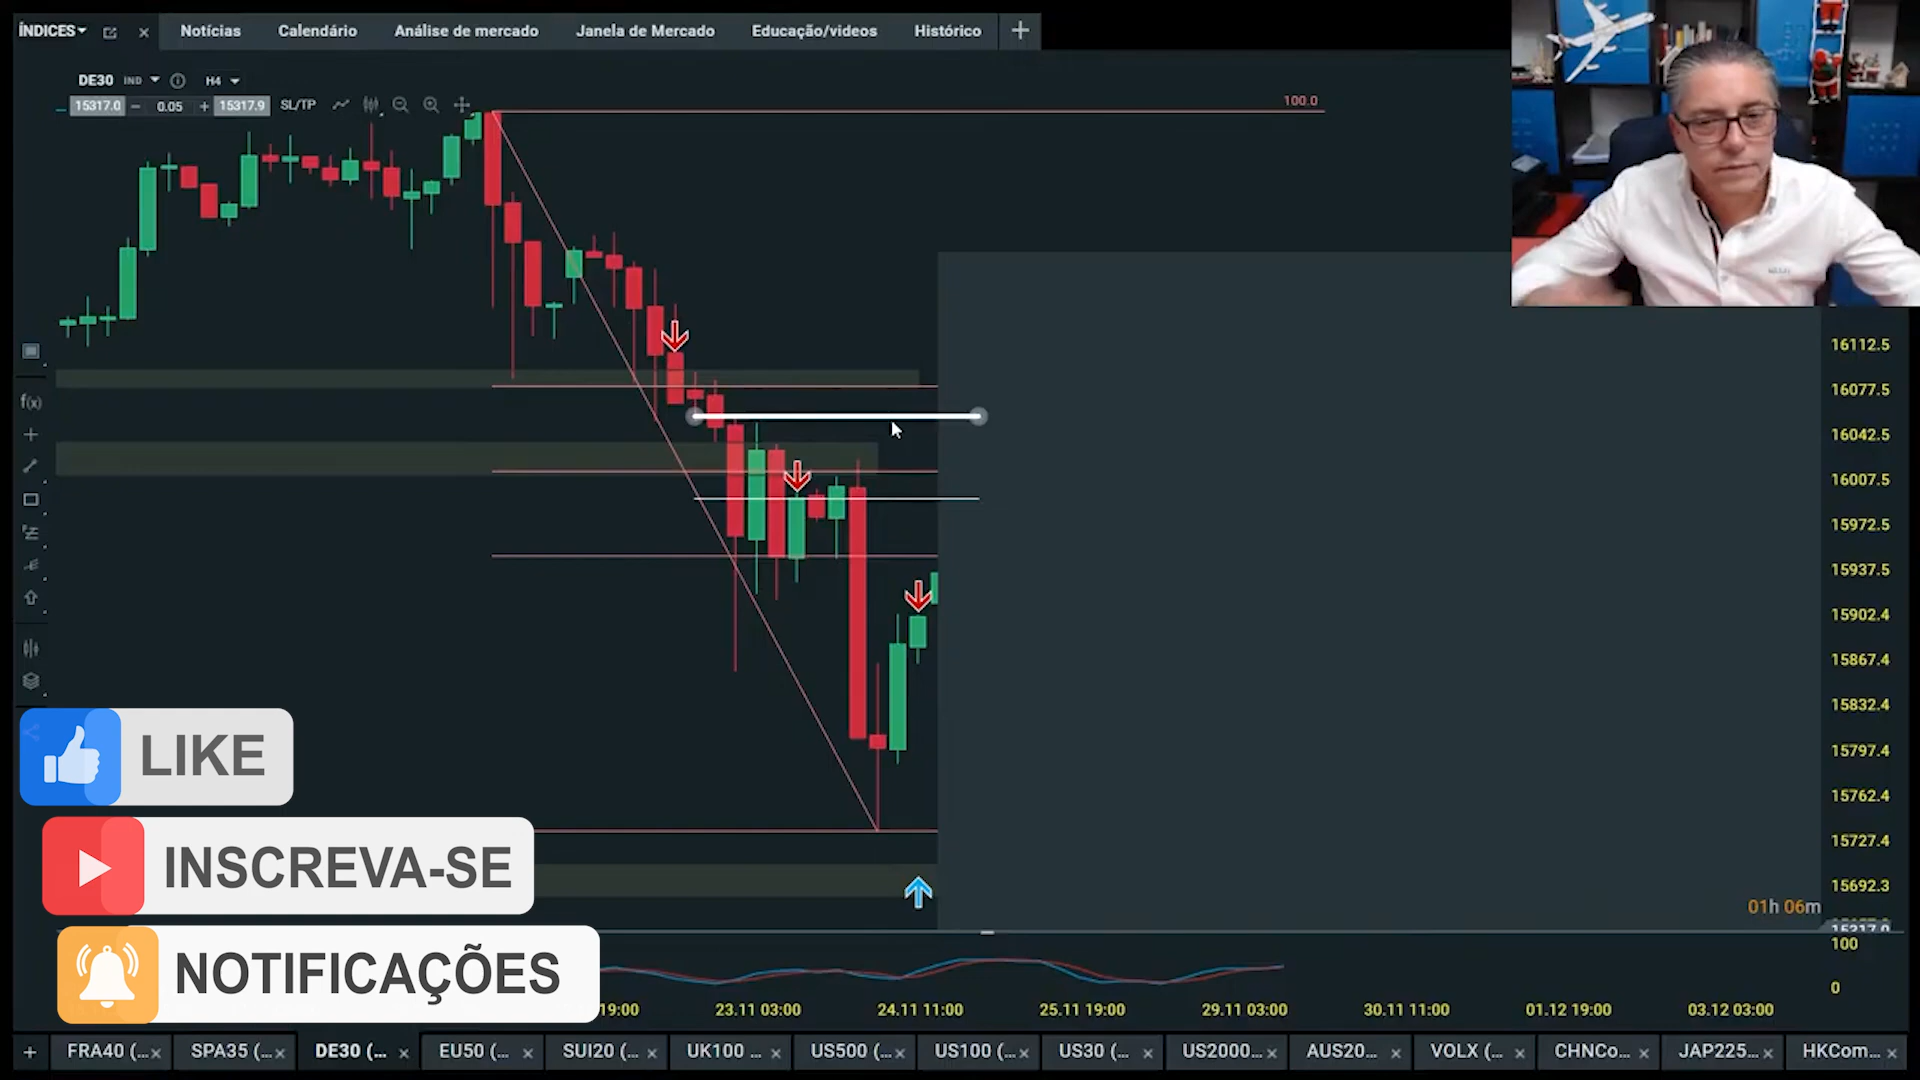 ÍNDICES
Notícias
Calendário
Análise de mercado
Janela de Mercado
Educação/videos
Histórico
DE30 IND
H4
15317.0
0.05
15317.9
SL/TP
100.0
16112.5
16077.5
16042.5
16007.5
15972.5
15937.5
15902.4
15867.4
15832.4
15797.4
15762.4
15727.4
15692.3
01h 06m
15317.0
100
0
f(x)
LIKE
INSCREVA-SE
NOTIFICAÇÕES
19:00
23.11 03:00
24.11 11:00
25.11 19:00
29.11 03:00
30.11 11:00
01.12 19:00
03.12 03:00
FRA40 (...
SPA35 (...
DE30 (...
EU50 (...
SUI20 (...
UK100 ...
US500 (...
US100 (...
US30 (...
US2000...
AUS20...
VOLX (...
CHNCo...
JAP225...
HKCom...